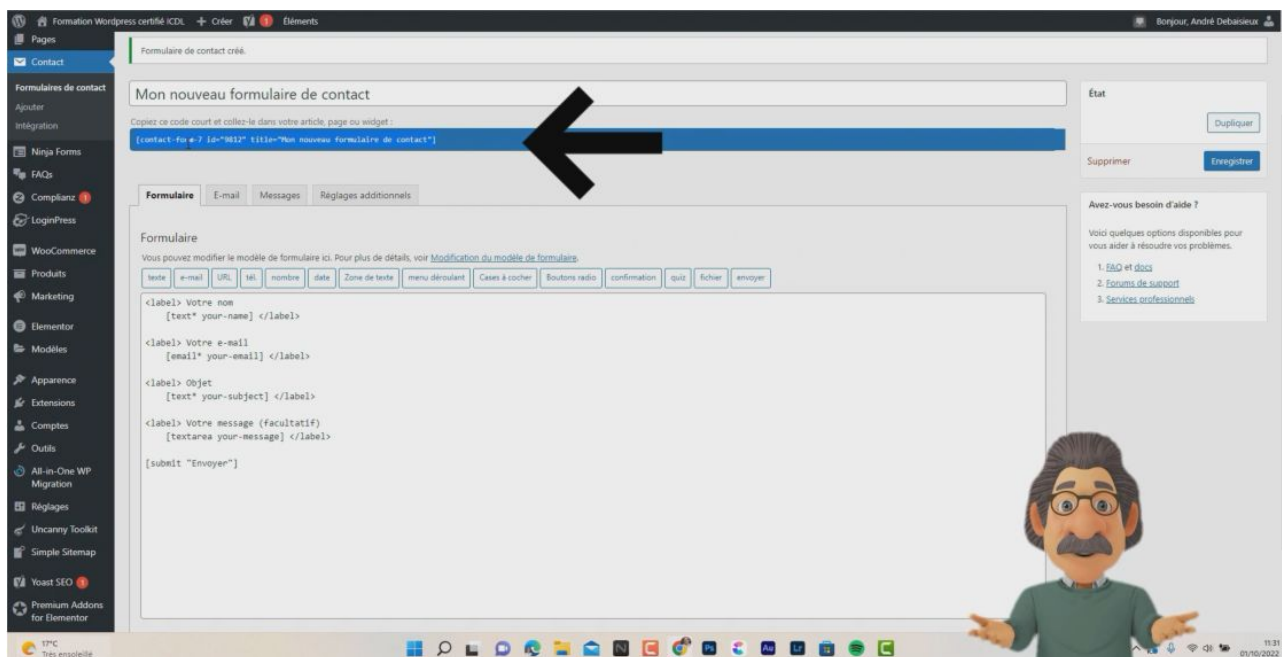 Formation Wordpress certifié ICDL
Créer
1
Éléments
Bonjour, André Debaisieux
Pages
Contact
Formulaires de contact
Ajouter
Intégration
Ninja Forms
FAQs
Complianz 1
LoginPress
WooCommerce
Produits
Marketing
Elementor
Modèles
Apparence
Extensions
Comptes
Outils
All-in-One WP
Migration
Réglages
Uncanny Toolkit
Simple Sitemap
Yoast SEO 1
Premium Addons
for Elementor
Formulaire de contact créé.
Mon nouveau formulaire de contact
Copiez ce code court et collez-le dans votre article, page ou widget :
id="9812" title="Mon nouveau formulaire de contact"]
Formulaire E-mail Messages Réglages additionnels
Formulaire
Vous pouvez modifier le modèle de formulaire ici. Pour plus de détails, voir Modification du modèle de formulaire.
texte e-mail URL tél. nombre date Zone de texte menu déroulant Cases à cocher Boutons radio confirmation quiz fichier envoyer
<label> Votre nom
[text* your-name] </label>
<label> Votre e-mail
[email* your-email] </label>
<label> Objet
[text* your-subject] </label>
<label> Votre message (facultatif)
[textarea your-message] </label>
[submit "Envoyer"]
État
Dupliquer
Supprimer
Enregistrer
Avez-vous besoin d'aide ?
Voici quelques options disponibles pour
vous aider à résoudre vos problèmes.
1. FAQ et docs
2. Forums de support
3. Services professionnels
17°C
Très ensoleillé
Ps
Au
Lr
11:31
01/10/2022